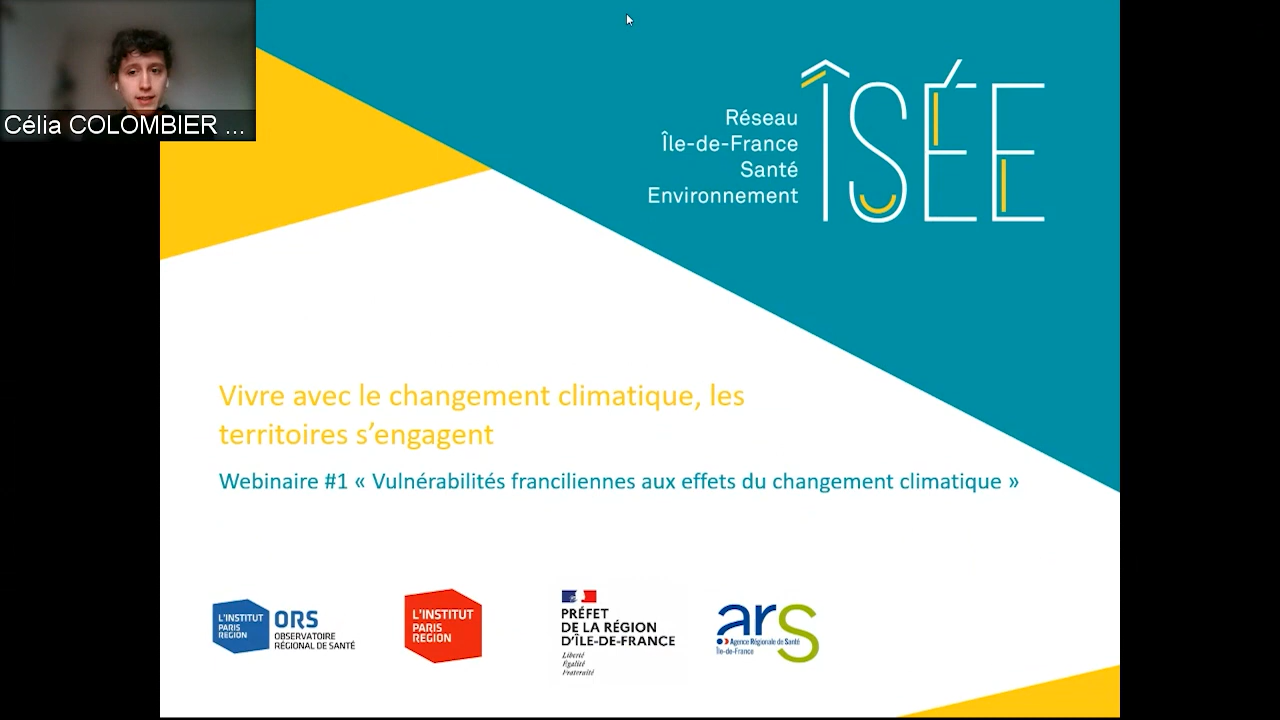 Célia COLOMBIER ...
Réseau
Île-de-France
Santé
Environnement
ÎSÉE
Vivre avec le changement climatique, les
territoires s’engagent
Webinaire #1 « Vulnérabilités franciliennes aux effets du changement climatique »
L'INSTITUT
PARIS
REGION
ORS
OBSERVATOIRE
RÉGIONAL DE SANTÉ
L'INSTITUT
PARIS
REGION
PRÉFET
DE LA RÉGION
D'ÎLE-DE-FRANCE
Liberté
Égalité
Fraternité
ars
Agence Régionale de Santé
Île-de-France